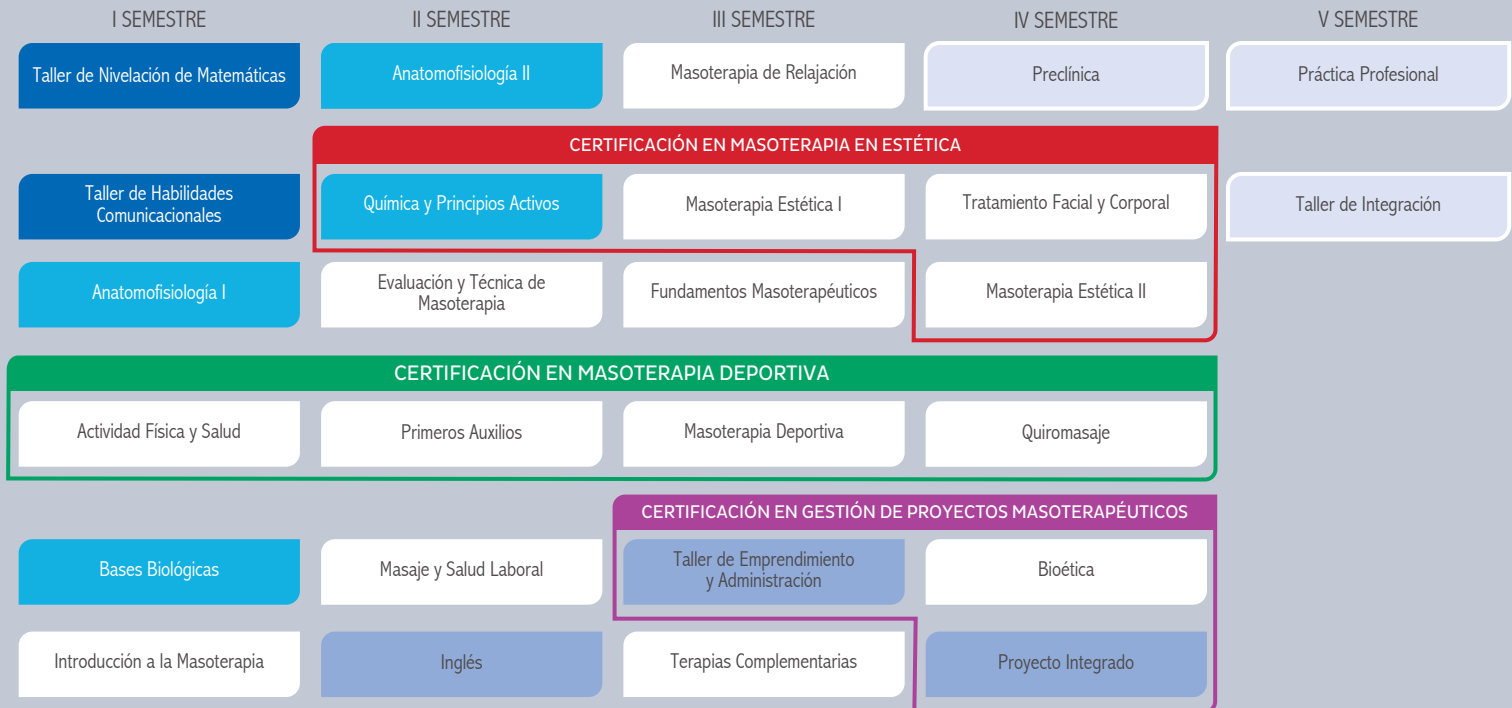 I SEMESTRE
II SEMESTRE
III SEMESTRE
IV SEMESTRE
V SEMESTRE
Taller de Nivelación de Matemáticas
Anatomofisiología II
Masoterapia de Relajación
Preclínica
Práctica Profesional
CERTIFICACIÓN EN MASOTERAPIA EN ESTÉTICA
Taller de Habilidades
Comunicacionales
Química y Principios Activos
Masoterapia Estética I
Tratamiento Facial y Corporal
Taller de Integración
Anatomofisiología I
Evaluación y Técnica de
Masoterapia
Fundamentos Masoterapéuticos
Masoterapia Estética II
CERTIFICACIÓN EN MASOTERAPIA DEPORTIVA
Actividad Física y Salud
Primeros Auxilios
Masoterapia Deportiva
Quiromasaje
CERTIFICACIÓN EN GESTIÓN DE PROYECTOS MASOTERAPÉUTICOS
Bases Biológicas
Masaje y Salud Laboral
Taller de Emprendimiento
y Administración
Bioética
Introducción a la Masoterapia
Inglés
Terapias Complementarias
Proyecto Integrado